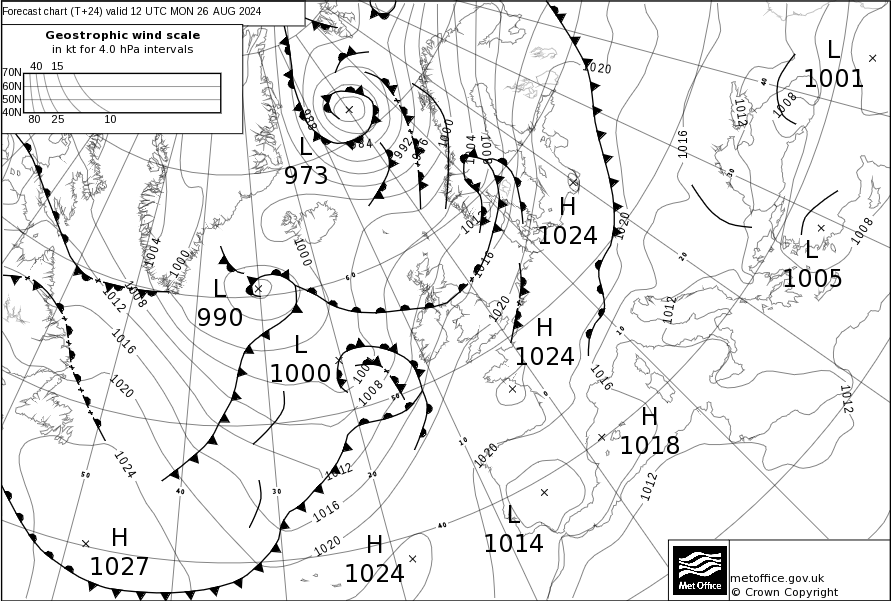 Forecast chart (T+24) valid 12 UTC MON 26 AUG 2024
Geostrophic wind scale
in kt for 4.0 hPa intervals
40 15
70N
60N
50N
40N
80 25 10
L
1001
1020
40
1008
1012
988
984
992
996
1000
1004
1008
L
973
1016
30
H
1024
1012
1020
1008
1004
1000
1000
1016
20
L
1005
60
L
990
1012
1008
1020
1012
10
H
1024
1016
L
1000
1008
1016
1020
50
0
1012
H
1018
1024
10
1020
1012
50
40
30
1012
20
1016
L
1014
40
H
1027
H
1024
1020
Met Office
metoffice.gov.uk
© Crown Copyright